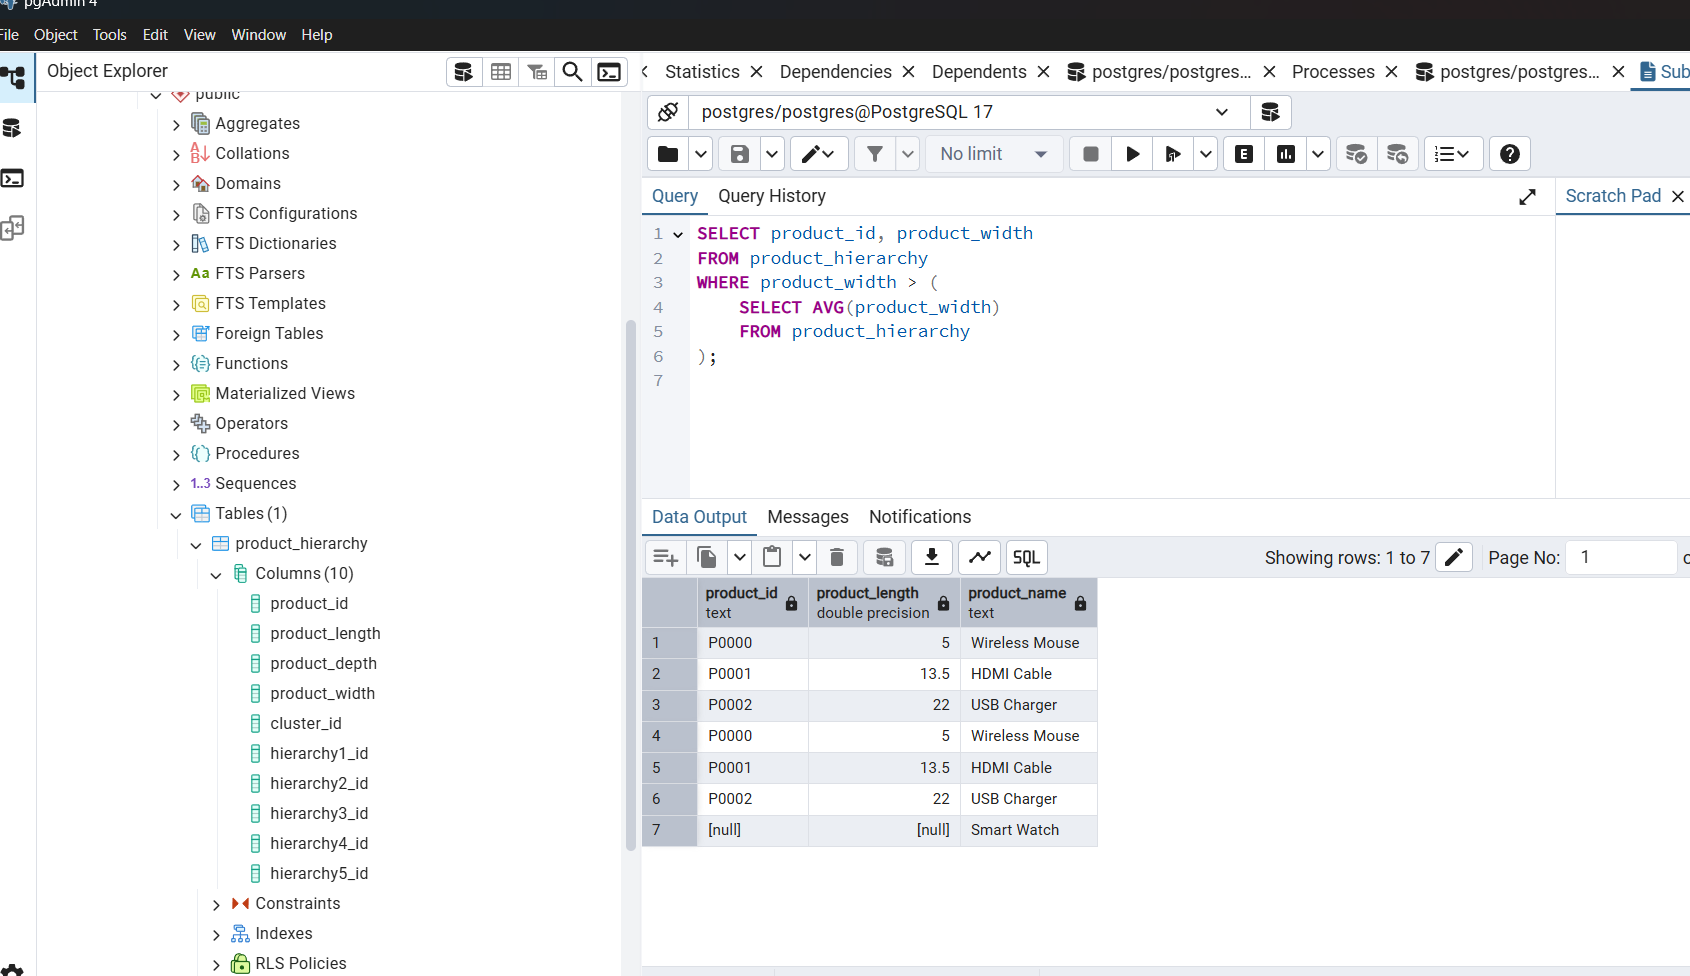 pgAdmin 4
File Object Tools Edit View Window Help
Object Explorer
Statistics Dependencies Dependents postgres/postgres... Processes postgres/postgres... Sub
postgres/postgres@PostgreSQL 17
No limit
Query Query History
Scratch Pad
1 SELECT product_id, product_width
2 FROM product_hierarchy
3 WHERE product_width > (
4 SELECT AVG(product_width)
5 FROM product_hierarchy
6 );
7
public
Aggregates
Collations
Domains
FTS Configurations
FTS Dictionaries
Aa FTS Parsers
FTS Templates
Foreign Tables
Functions
Materialized Views
Operators
Procedures
1..3 Sequences
Tables (1)
product_hierarchy
Columns (10)
product_id
product_length
product_depth
product_width
cluster_id
hierarchy1_id
hierarchy2_id
hierarchy3_id
hierarchy4_id
hierarchy5_id
Constraints
Indexes
RLS Policies
Data Output Messages Notifications
SQL Showing rows: 1 to 7 Page No: 1
product_id product_length product_name
text double precision text
1 P0000 5 Wireless Mouse
2 P0001 13.5 HDMI Cable
3 P0002 22 USB Charger
4 P0000 5 Wireless Mouse
5 P0001 13.5 HDMI Cable
6 P0002 22 USB Charger
7 [null] [null] Smart Watch